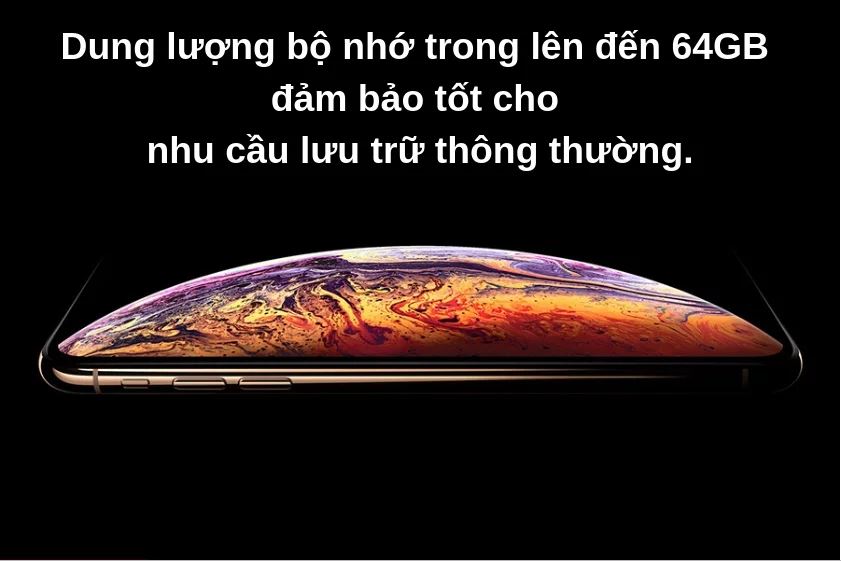 Dung lượng bộ nhớ trong lên đến 64GB
đảm bảo tốt cho
nhu cầu lưu trữ thông thường.